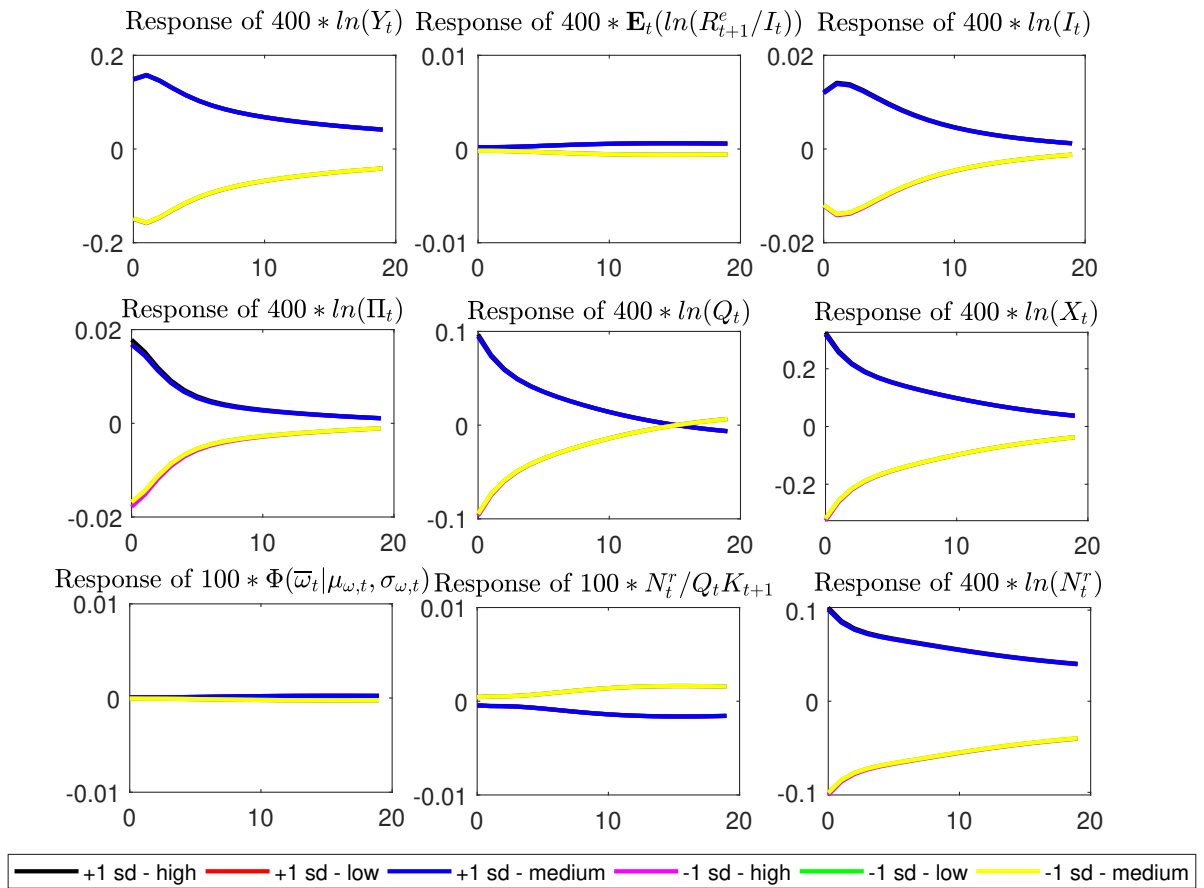 Response of 400 ∗ ln(Y_t)
Response of 400 ∗ E_t(ln(R^e_{t+1}/I_t))
Response of 400 ∗ ln(I_t)
0.2
0
-0.2
0 10 20
0.01
0
-0.01
0 10 20
0.02
0
-0.02
0 10 20
Response of 400 ∗ ln(Π_t)
Response of 400 ∗ ln(Q_t)
Response of 400 ∗ ln(X_t)
0.02
0
-0.02
0 10 20
0.1
0
-0.1
0 10 20
0.2
0
-0.2
0 10 20
Response of 100 ∗ Φ(ω̅_t|μ_{ω,t}, σ_{ω,t})
Response of 100 ∗ N^r_t/Q_tK_{t+1}
Response of 400 ∗ ln(N^r_t)
0.01
0
-0.01
0 10 20
0.01
0
-0.01
0 10 20
0.1
0
-0.1
0 10 20
+1 sd - high +1 sd - low +1 sd - medium -1 sd - high -1 sd - low -1 sd - medium